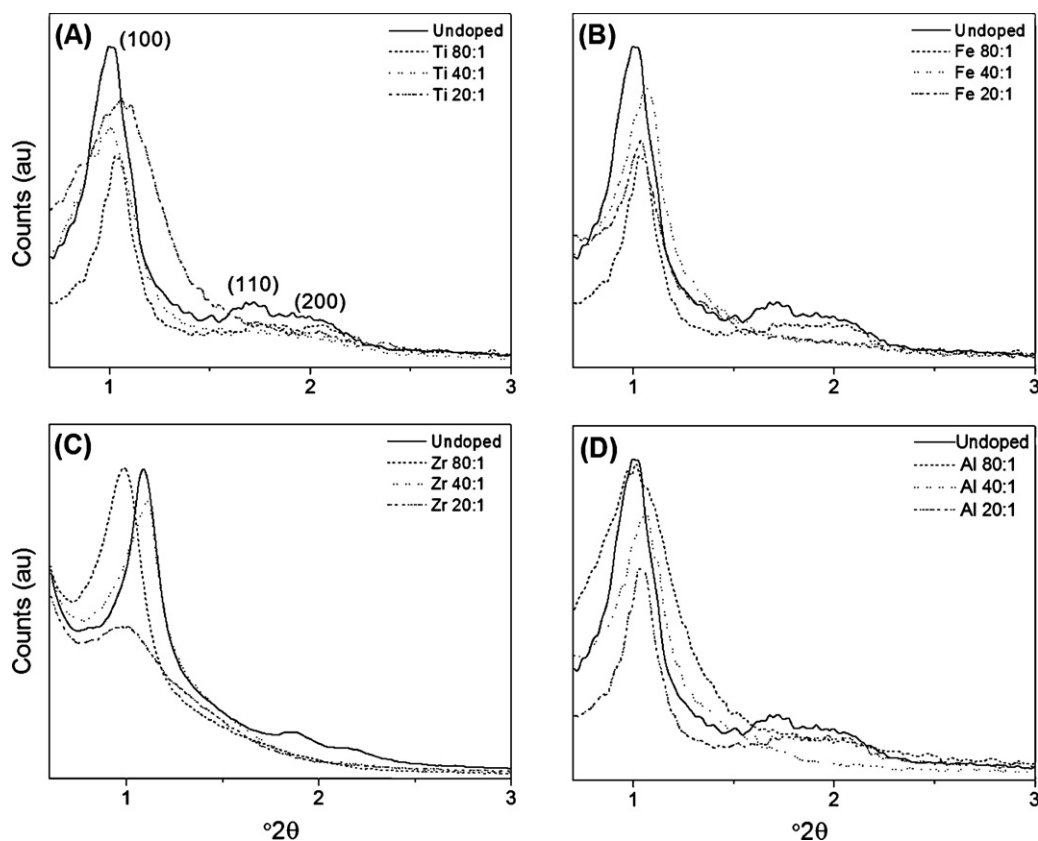 (A)
(100)
Undoped
Ti 80:1
Ti 40:1
Ti 20:1
(110)
(200)
Counts (au)
1
2
3
(B)
Undoped
Fe 80:1
Fe 40:1
Fe 20:1
1
2
3
(C)
Undoped
Zr 80:1
Zr 40:1
Zr 20:1
Counts (au)
1
2
3
°2θ
(D)
Undoped
Al 80:1
Al 40:1
Al 20:1
1
2
3
°2θ